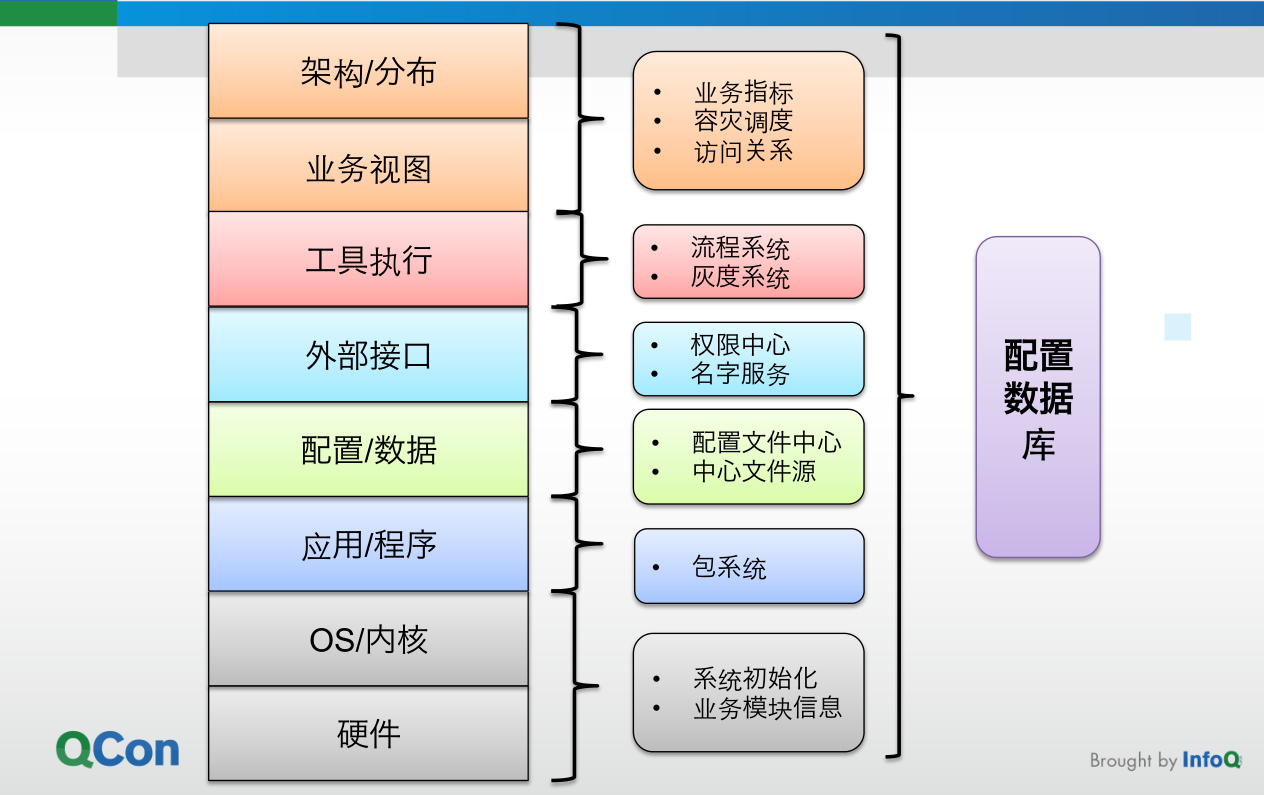 架构/分布
业务视图
工具执行
外部接口
配置/数据
应用/程序
OS/内核
硬件
• 业务指标
• 容灾调度
• 访问关系
• 流程系统
• 灰度系统
• 权限中心
• 名字服务
• 配置文件中心
• 中心文件源
• 包系统
• 系统初始化
• 业务模块信息
配置
数据
库
QCon
Brought by InfoQ